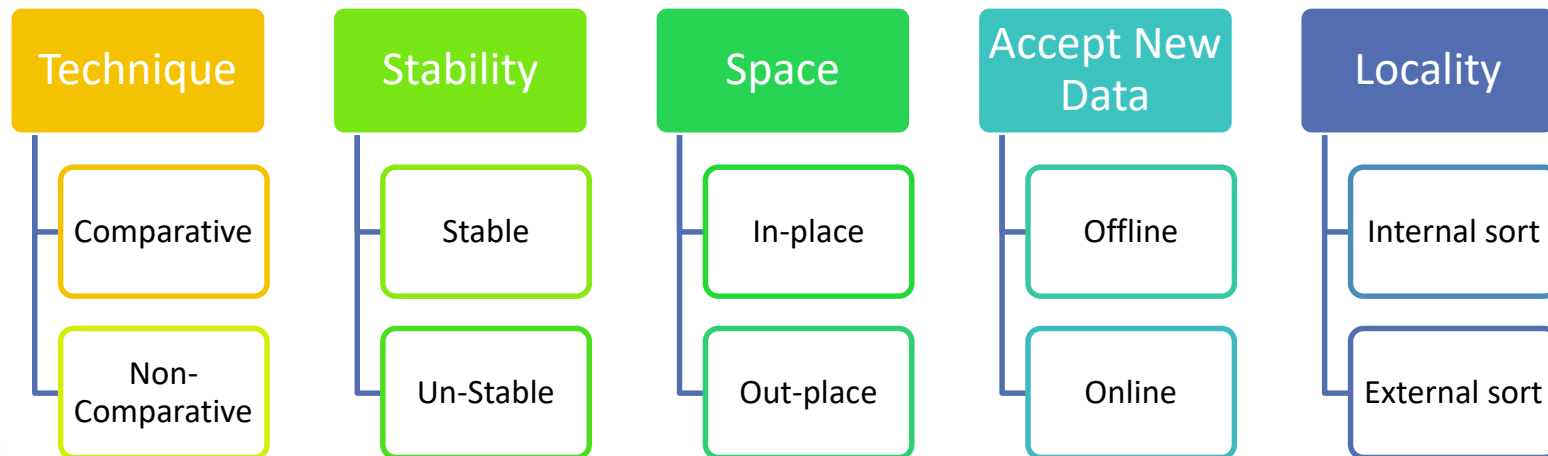 Technique
Comparative
Non-
Comparative
Stability
Stable
Un-Stable
Space
In-place
Out-place
Accept New
Data
Offline
Online
Locality
Internal sort
External sort